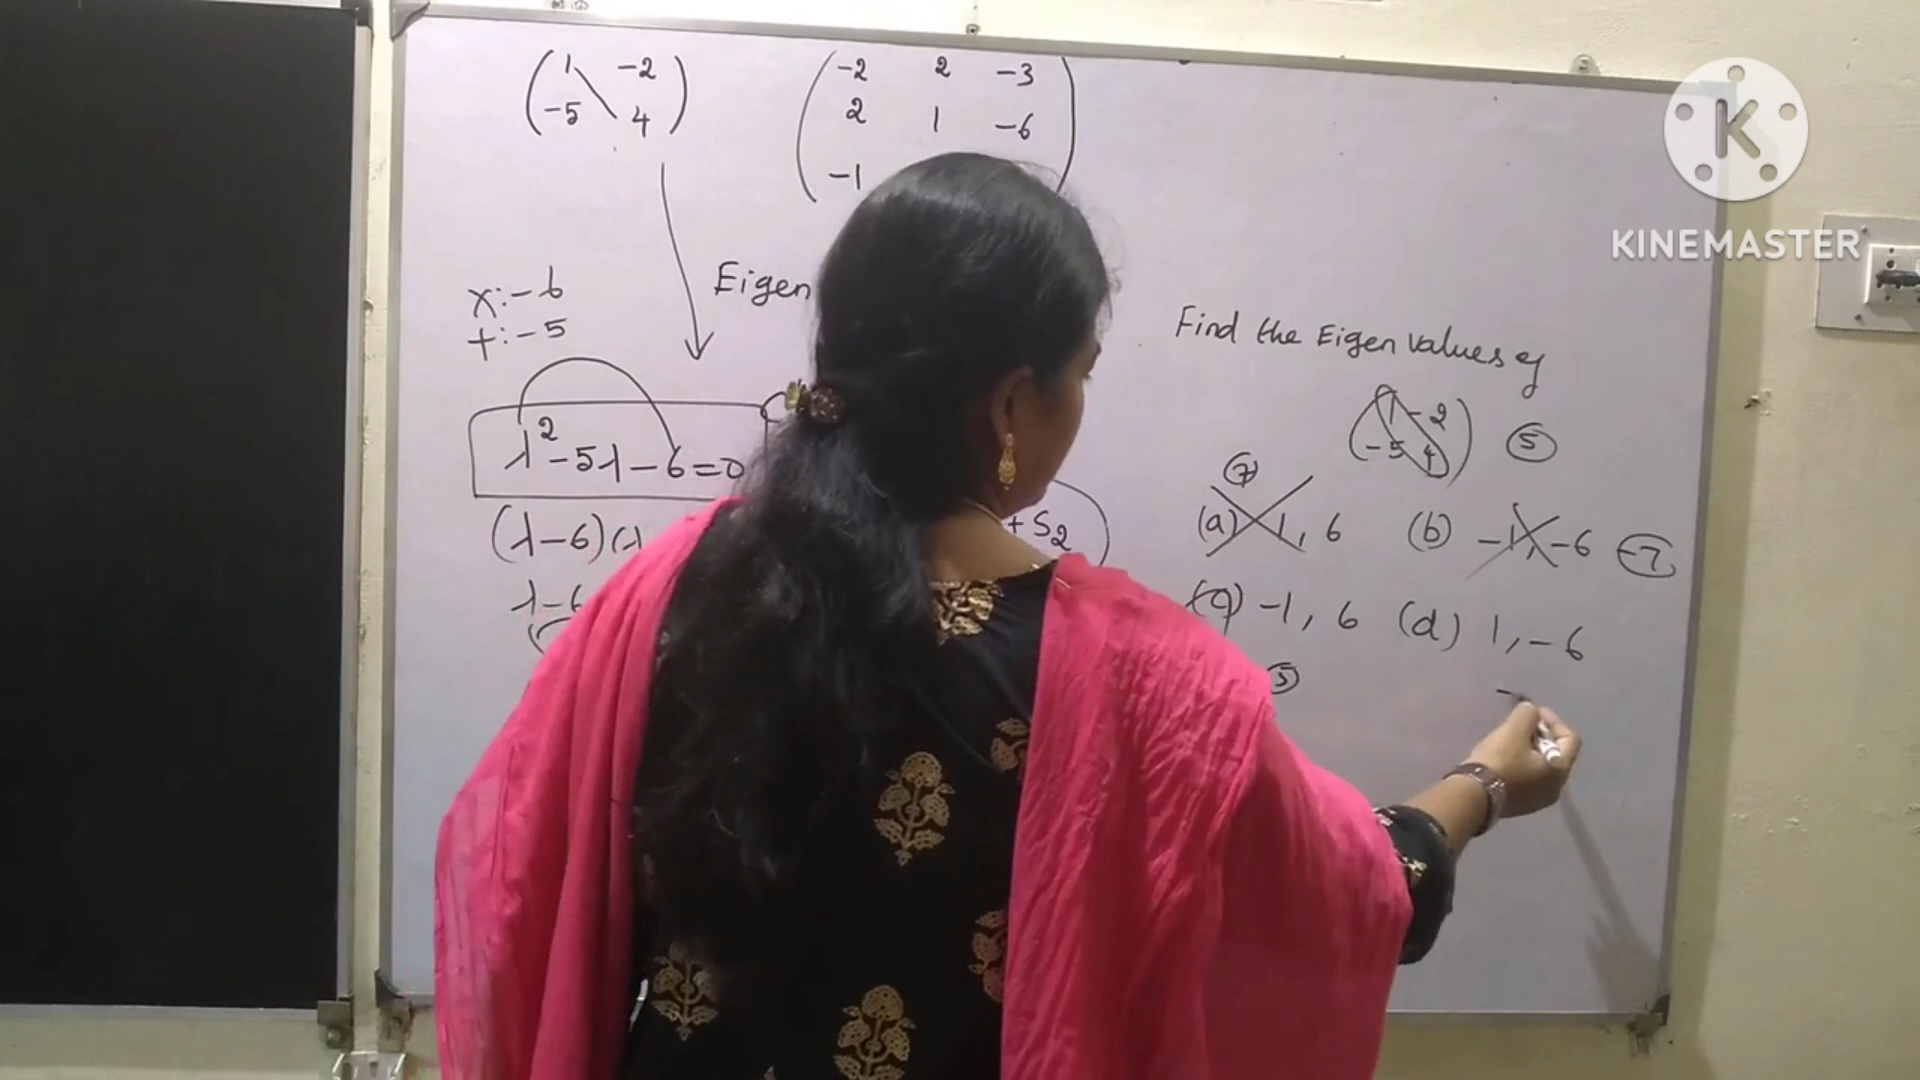 1 -2
-5 4
-2 2 -3
2 1 -6
-1
x:-6
+:-5
Eigen
λ²-5λ-6=0
(λ-6)(λ
λ-6
+ S₂
Find the Eigen values of
1 -2
-5 4
5
7
(a) 1, 6 (b) -1, -6 -7
(c) -1, 6 (d) 1, -6
5
-
K
KINEMASTER